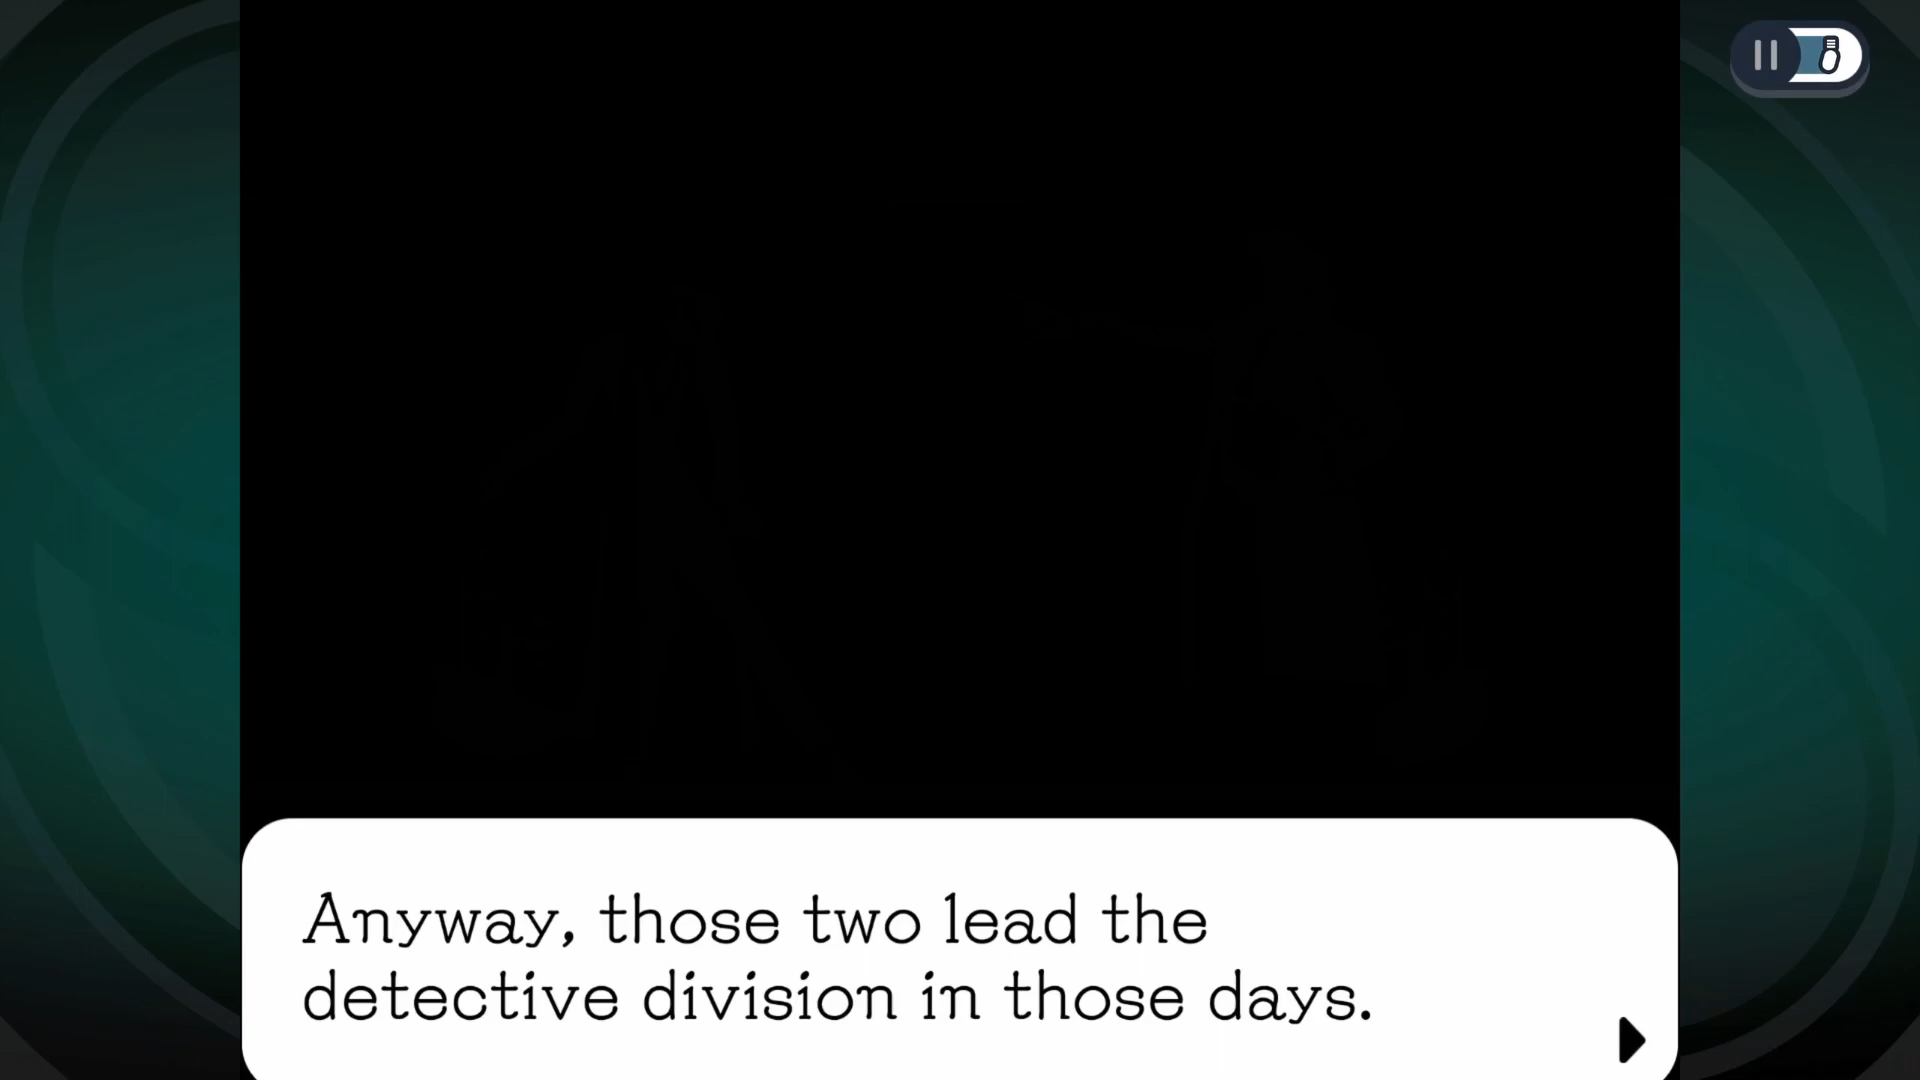 Anyway, those two lead the
detective division in those days.